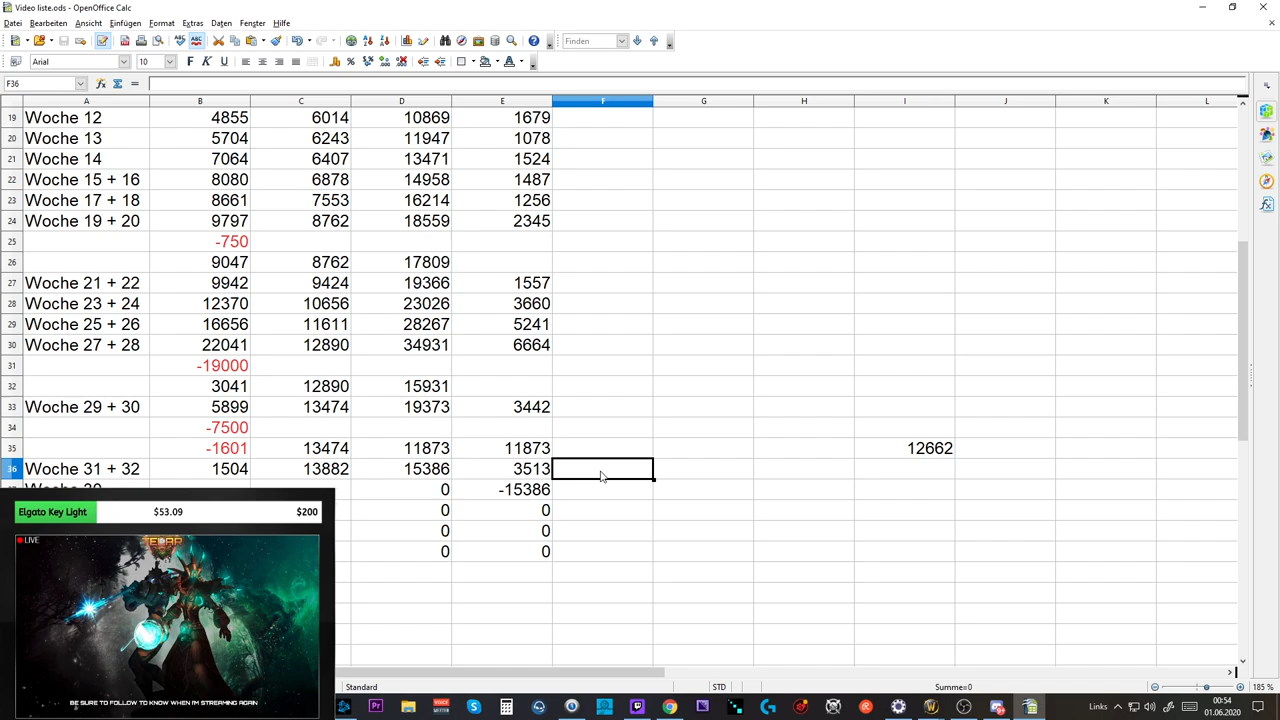 Video liste.ods - OpenOffice Calc
Datei Bearbeiten Ansicht Einfügen Format Extras Daten Fenster Hilfe
Finden
Arial 10
F36
A B C D E F G H I J K L
19 Woche 12 4855 6014 10869 1679
20 Woche 13 5704 6243 11947 1078
21 Woche 14 7064 6407 13471 1524
22 Woche 15 + 16 8080 6878 14958 1487
23 Woche 17 + 18 8661 7553 16214 1256
24 Woche 19 + 20 9797 8762 18559 2345
25 -750
26 9047 8762 17809
27 Woche 21 + 22 9942 9424 19366 1557
28 Woche 23 + 24 12370 10656 23026 3660
29 Woche 25 + 26 16656 11611 28267 5241
30 Woche 27 + 28 22041 12890 34931 6664
31 -19000
32 3041 12890 15931
33 Woche 29 + 30 5899 13474 19373 3442
34 -7500
35 -1601 13474 11873 11873 12662
36 Woche 31 + 32 1504 13882 15386 3513
0 -15386
0 0
0 0
0 0
Elgato Key Light $53.09 $200
LIVE
BE SURE TO FOLLOW TO KNOW WHEN I'M STREAMING AGAIN
Standard STD Summe=0 185 %
Links 00:54
01.06.2020